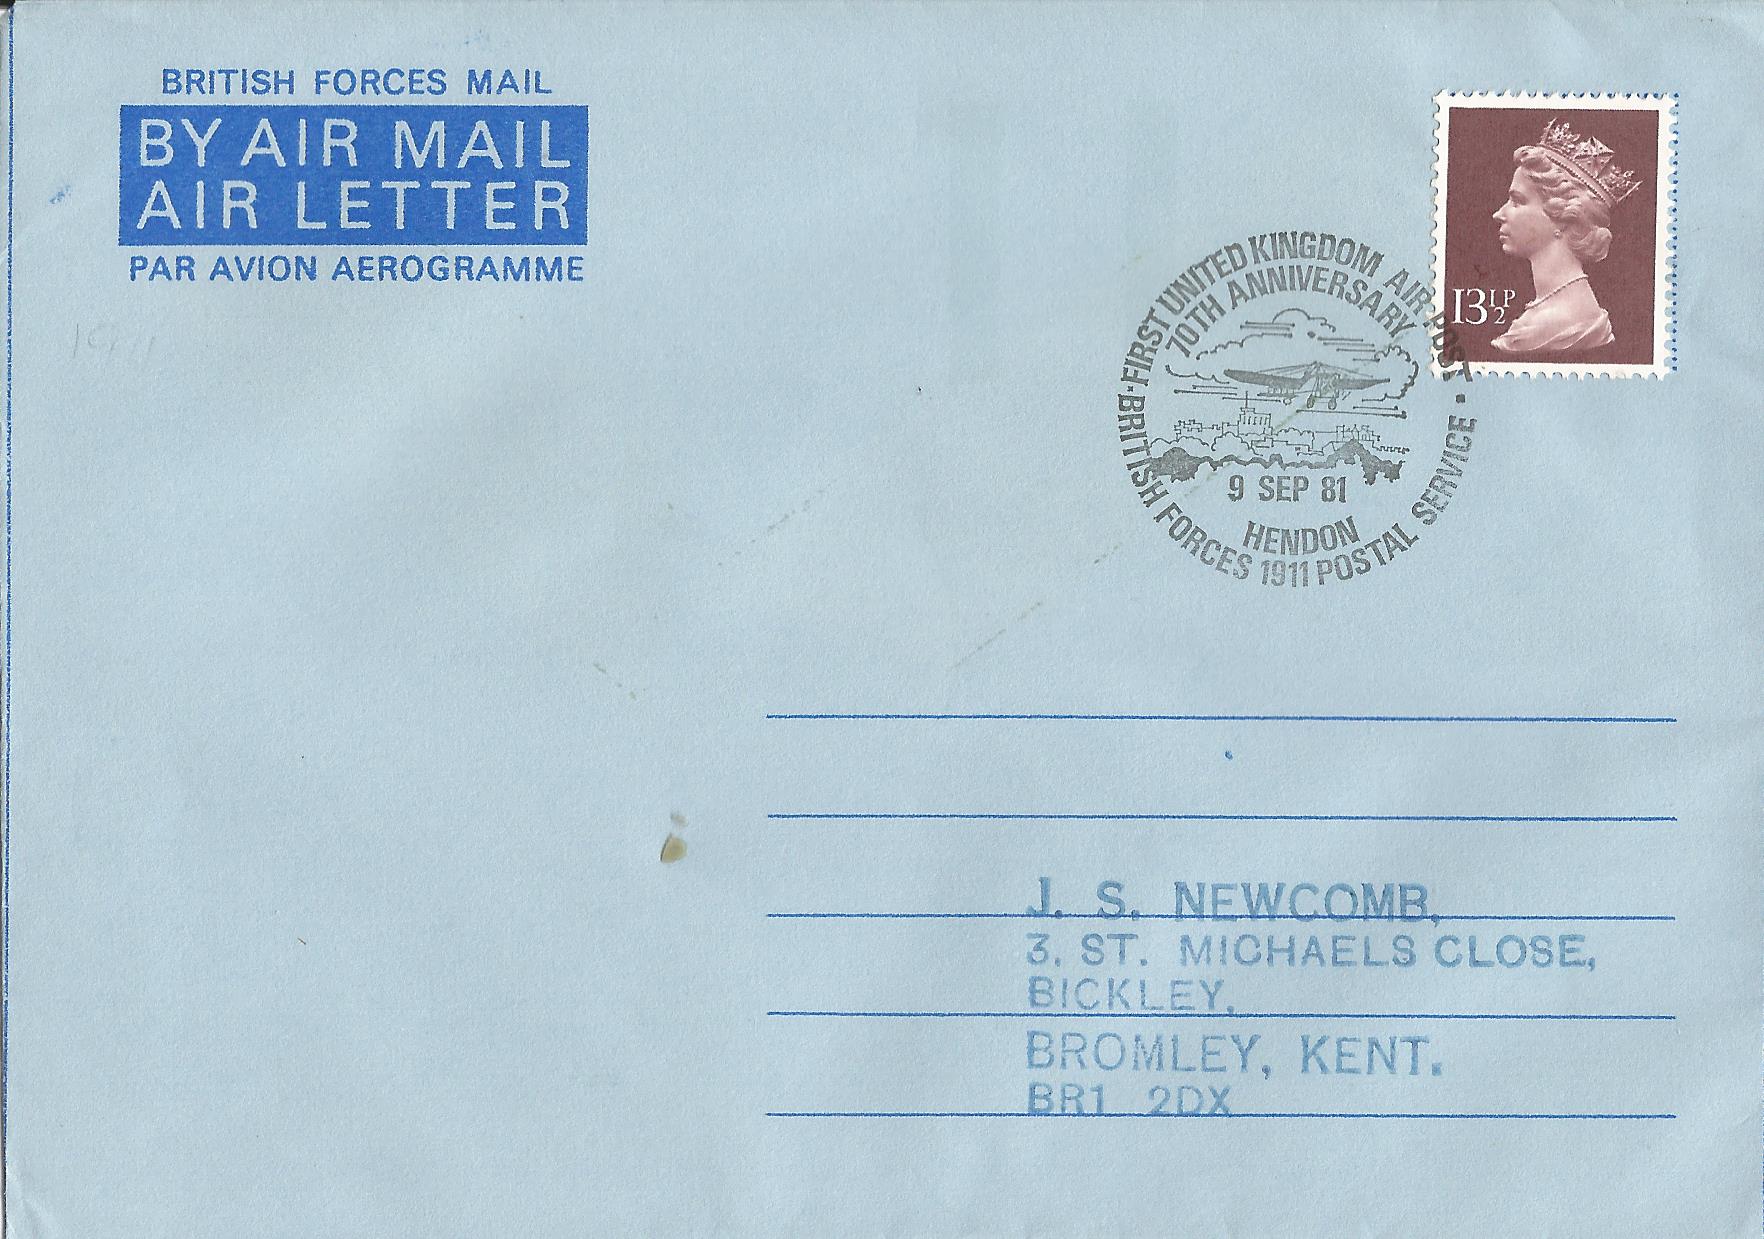 BRITISH FORCES MAIL
BY AIR MAIL
AIR LETTER
PAR AVION AEROGRAMME
13½P
· FIRST UNITED KINGDOM AIR POST ·
70TH ANNIVERSARY
9 SEP 81
HENDON
BRITISH FORCES 1911 POSTAL SERVICE
J. S. NEWCOMB,
3. ST. MICHAELS CLOSE,
BICKLEY,
BROMLEY, KENT.
BR1 2DX